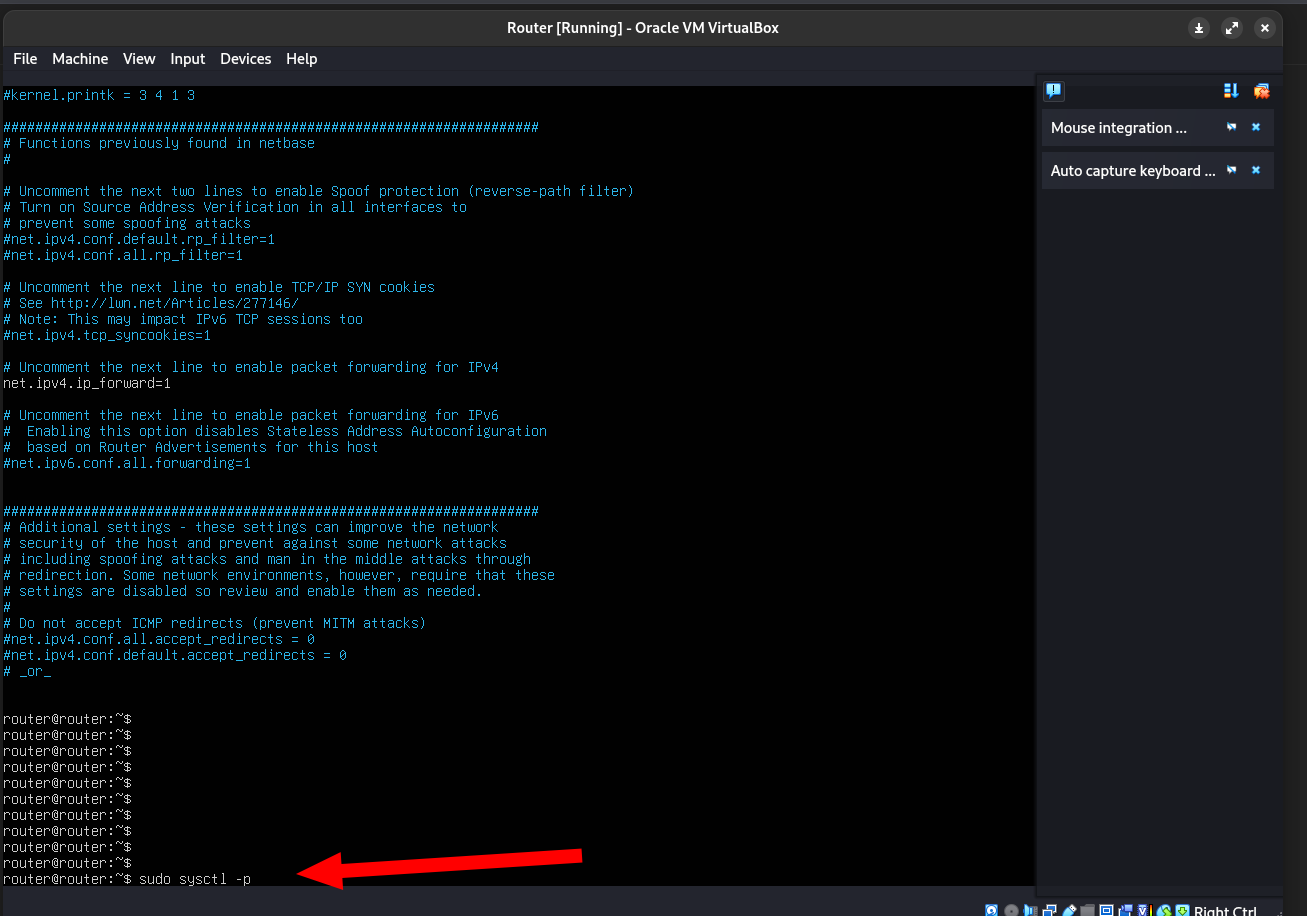 Router [Running] - Oracle VM VirtualBox
File Machine View Input Devices Help
#kernel.printk = 3 4 1 3
###################################################################
# Functions previously found in netbase
#
# Uncomment the next two lines to enable Spoof protection (reverse-path filter)
# Turn on Source Address Verification in all interfaces to
# prevent some spoofing attacks
#net.ipv4.conf.default.rp_filter=1
#net.ipv4.conf.all.rp_filter=1
# Uncomment the next line to enable TCP/IP SYN cookies
# See http://lwn.net/Articles/277146/
# Note: This may impact IPv6 TCP sessions too
#net.ipv4.tcp_syncookies=1
# Uncomment the next line to enable packet forwarding for IPv4
net.ipv4.ip_forward=1
# Uncomment the next line to enable packet forwarding for IPv6
#  Enabling this option disables Stateless Address Autoconfiguration
#  based on Router Advertisements for this host
#net.ipv6.conf.all.forwarding=1
###################################################################
# Additional settings - these settings can improve the network
# security of the host and prevent against some network attacks
# including spoofing attacks and man in the middle attacks through
# redirection. Some network environments, however, require that these
# settings are disabled so review and enable them as needed.
#
# Do not accept ICMP redirects (prevent MITM attacks)
#net.ipv4.conf.all.accept_redirects = 0
#net.ipv4.conf.default.accept_redirects = 0
# _or_
router@router:~$
router@router:~$
router@router:~$
router@router:~$
router@router:~$
router@router:~$
router@router:~$
router@router:~$
router@router:~$
router@router:~$
router@router:~$ sudo sysctl -p
Mouse integration ...
Auto capture keyboard ...
Right Ctrl